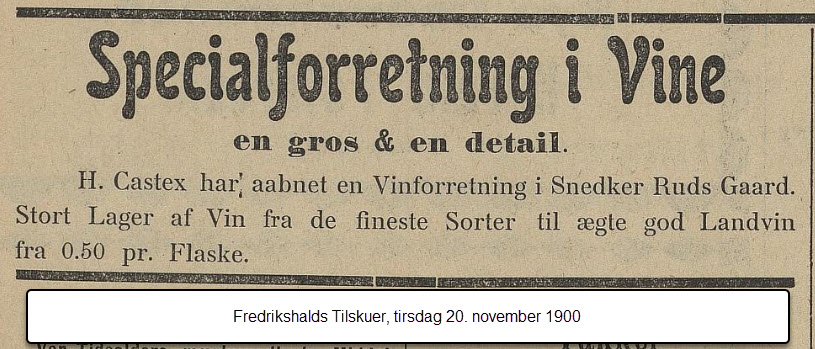 Specialforretning i Vine
en gros & en detail.
H. Castex har aabnet en Vinforretning i Snedker Ruds Gaard.
Stort Lager af Vin fra de fineste Sorter til ægte god Landvin
fra 0.50 pr. Flaske.
Fredrikshalds Tilskuer, tirsdag 20. november 1900